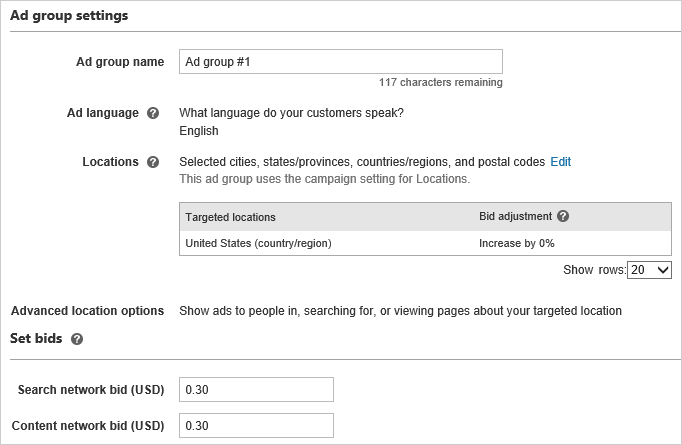 Ad group settings
Ad group name Ad group #1
117 characters remaining
Ad language ? What language do your customers speak?
English
Locations ? Selected cities, states/provinces, countries/regions, and postal codes Edit
This ad group uses the campaign setting for Locations.
Targeted locations Bid adjustment ?
United States (country/region) Increase by 0%
Show rows: 20
Advanced location options Show ads to people in, searching for, or viewing pages about your targeted location
Set bids ?
Search network bid (USD) 0.30
Content network bid (USD) 0.30